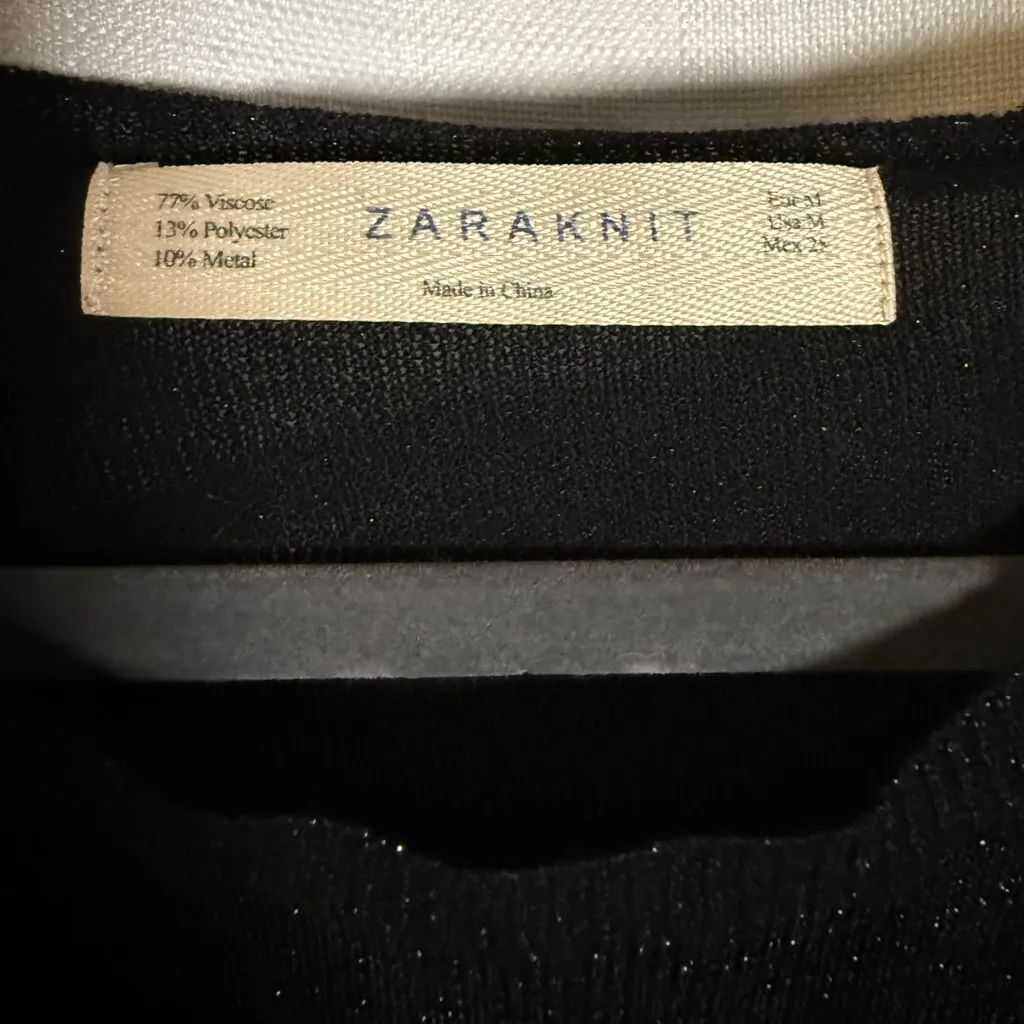 77% Viscose
13% Polyester
10% Metal
ZARAKNIT
Made in China
Eur M
Usa M
Mex 28